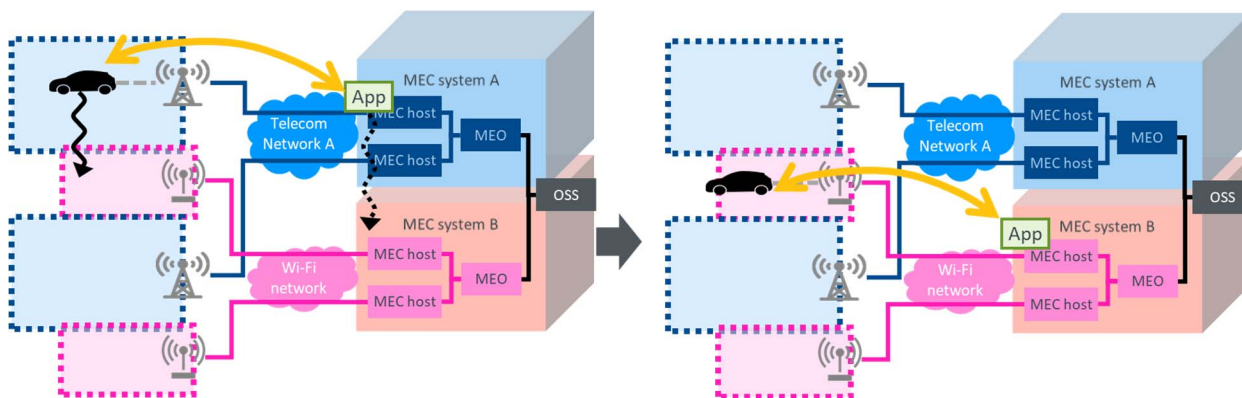 MEC system A
App
MEC host
Telecom
Network A
MEO
MEC host
OSS
MEC system B
MEC host
Wi-Fi
network
MEO
MEC host
MEC system A
MEC host
Telecom
Network A
MEO
MEC host
OSS
MEC system B
App
MEC host
Wi-Fi
network
MEO
MEC host